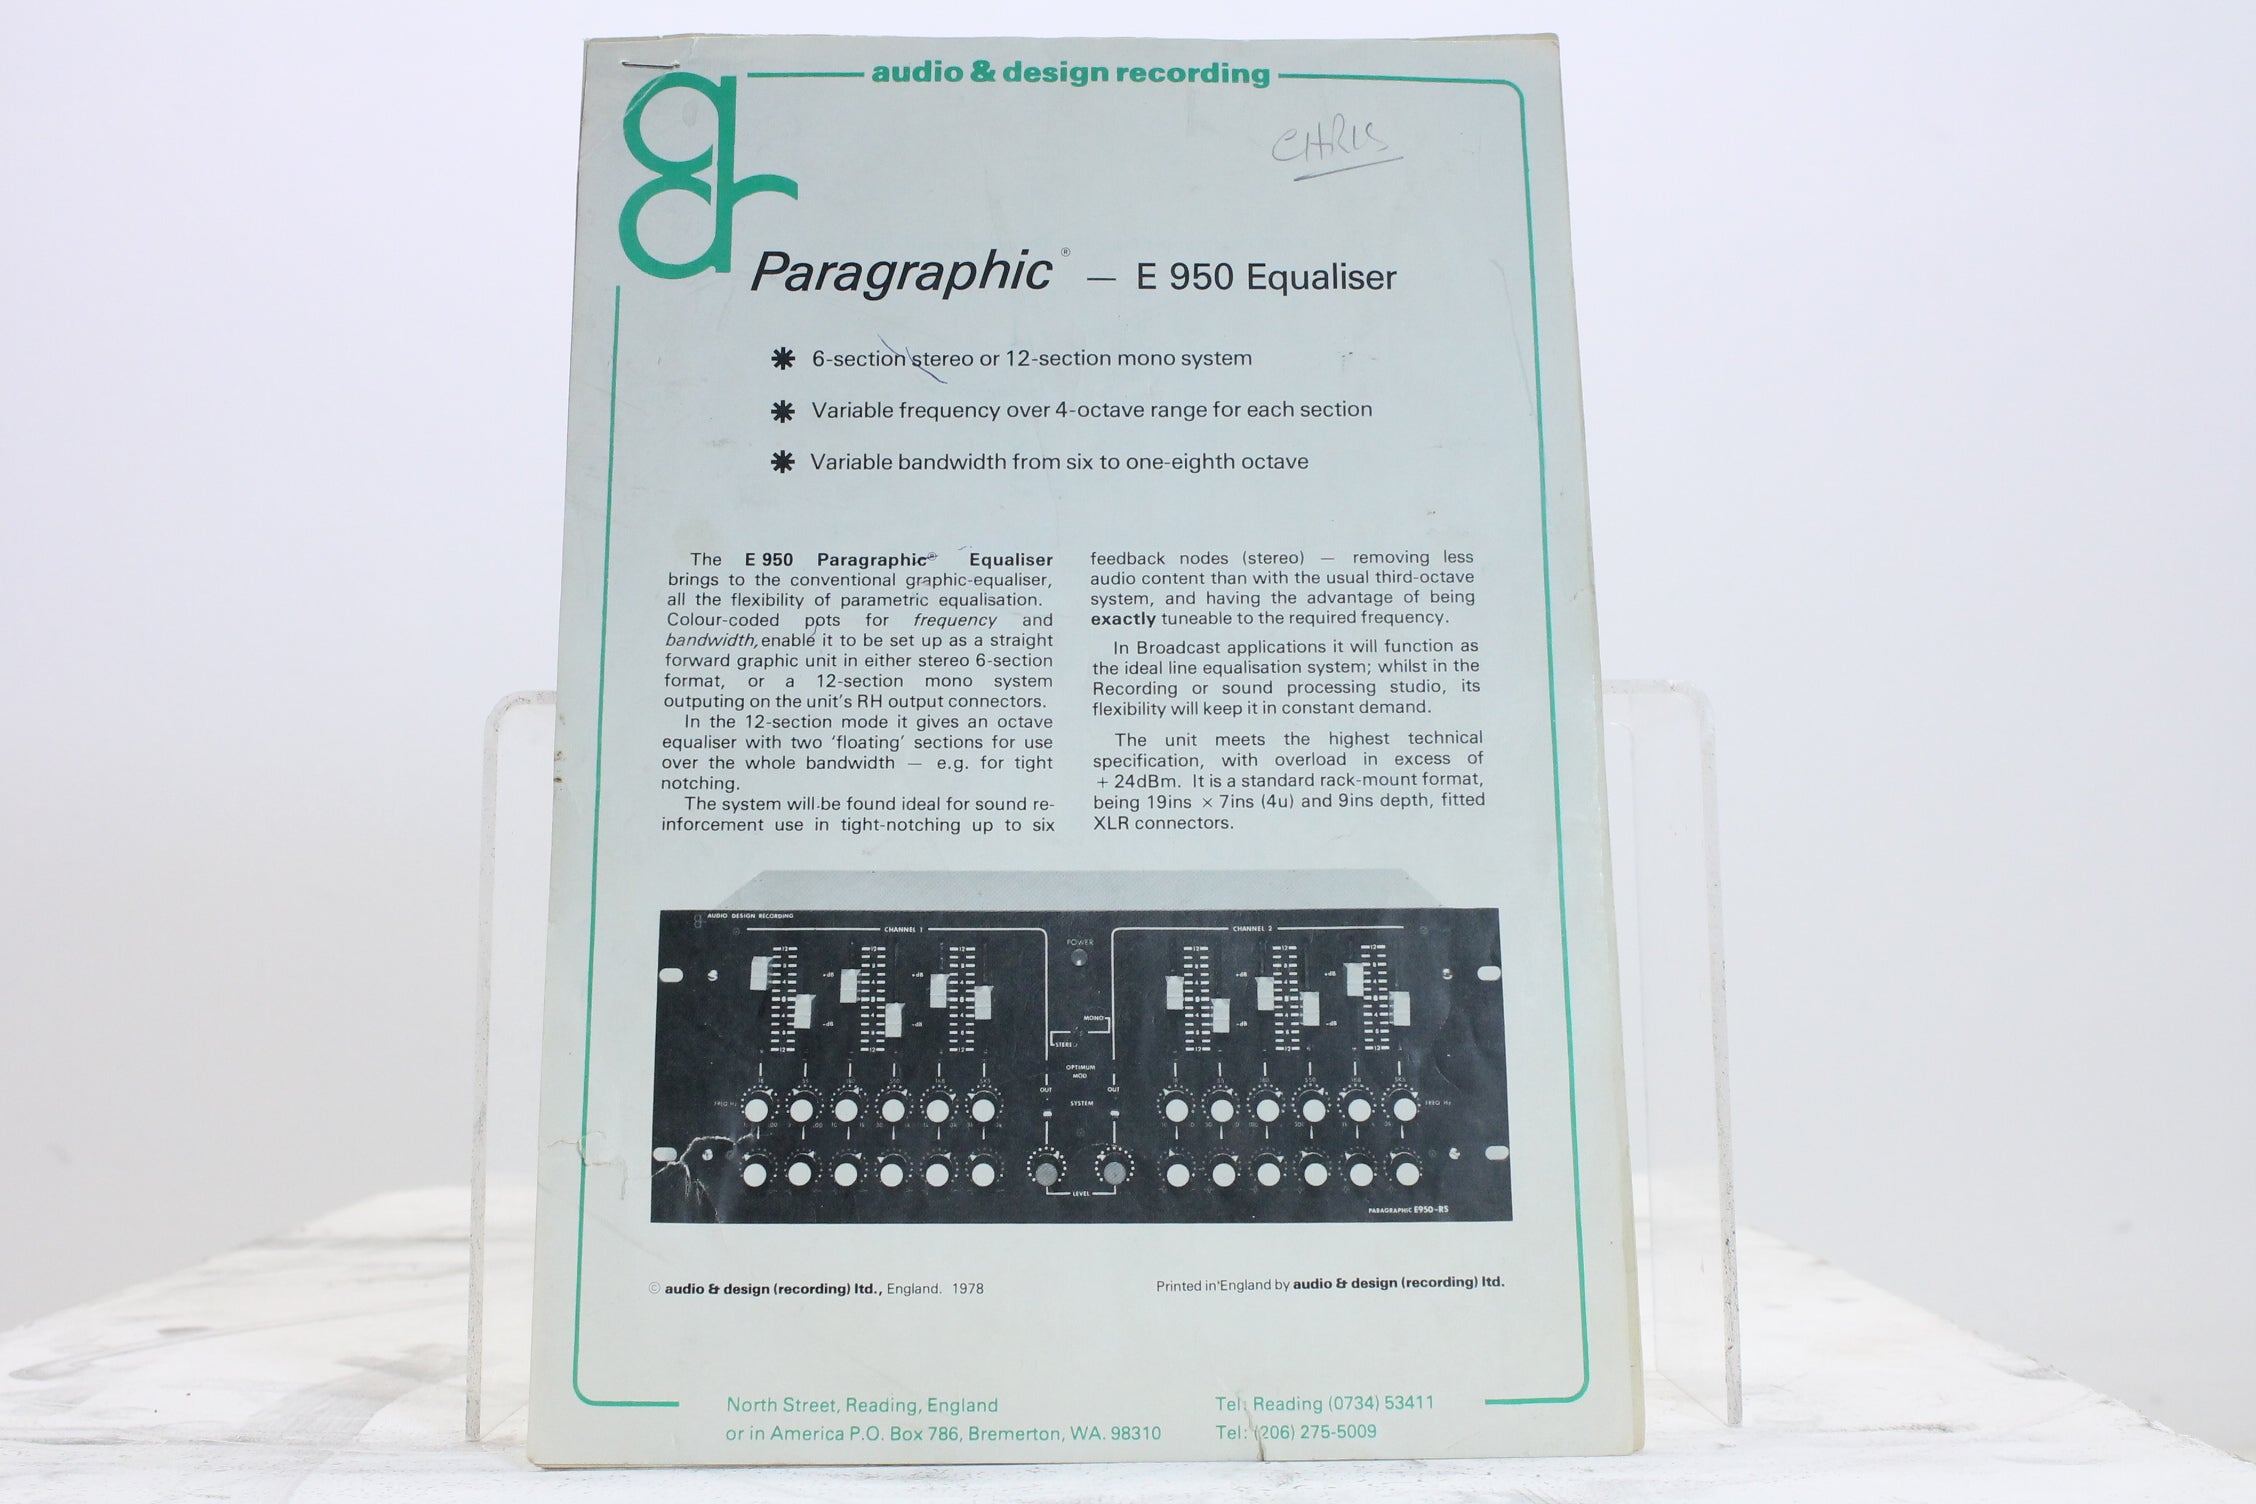 audio & design recording
CHRIS
Paragraphic® — E 950 Equaliser
✱ 6-section stereo or 12-section mono system
✱ Variable frequency over 4-octave range for each section
✱ Variable bandwidth from six to one-eighth octave
The E 950 Paragraphic® Equaliser
brings to the conventional graphic-equaliser,
all the flexibility of parametric equalisation.
Colour-coded pots for frequency and
bandwidth, enable it to be set up as a straight
forward graphic unit in either stereo 6-section
format, or a 12-section mono system
outputing on the unit's RH output connectors.
In the 12-section mode it gives an octave
equaliser with two 'floating' sections for use
over the whole bandwidth — e.g. for tight
notching.
The system will be found ideal for sound re-
inforcement use in tight-notching up to six
feedback nodes (stereo) — removing less
audio content than with the usual third-octave
system, and having the advantage of being
exactly tuneable to the required frequency.
In Broadcast applications it will function as
the ideal line equalisation system; whilst in the
Recording or sound processing studio, its
flexibility will keep it in constant demand.
The unit meets the highest technical
specification, with overload in excess of
+ 24dBm. It is a standard rack-mount format,
being 19ins × 7ins (4u) and 9ins depth, fitted
XLR connectors.
AUDIO DESIGN RECORDING
CHANNEL 1
CHANNEL 2
POWER
MONO
STEREO
OPTIMUM
MOD
OUT
OUT
SYSTEM
FREQ Hz
FREQ Hz
LEVEL
PARAGRAPHIC E950-RS
© audio & design (recording) ltd., England. 1978
Printed in England by audio & design (recording) ltd.
North Street, Reading, England
Tel: Reading (0734) 53411
or in America P.O. Box 786, Bremerton, WA. 98310
Tel: (206) 275-5009